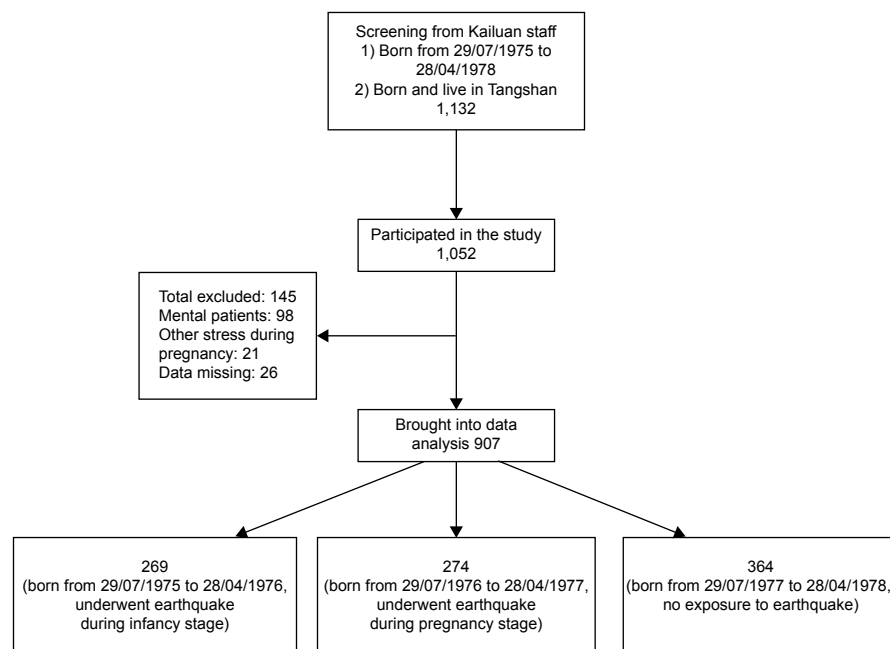 Screening from Kailuan staff
1) Born from 29/07/1975 to
28/04/1978
2) Born and live in Tangshan
1,132
Participated in the study
1,052
Total excluded: 145
Mental patients: 98
Other stress during
pregnancy: 21
Data missing: 26
Brought into data
analysis 907
269
(born from 29/07/1975 to 28/04/1976,
underwent earthquake
during infancy stage)
274
(born from 29/07/1976 to 28/04/1977,
underwent earthquake
during pregnancy stage)
364
(born from 29/07/1977 to 28/04/1978,
no exposure to earthquake)